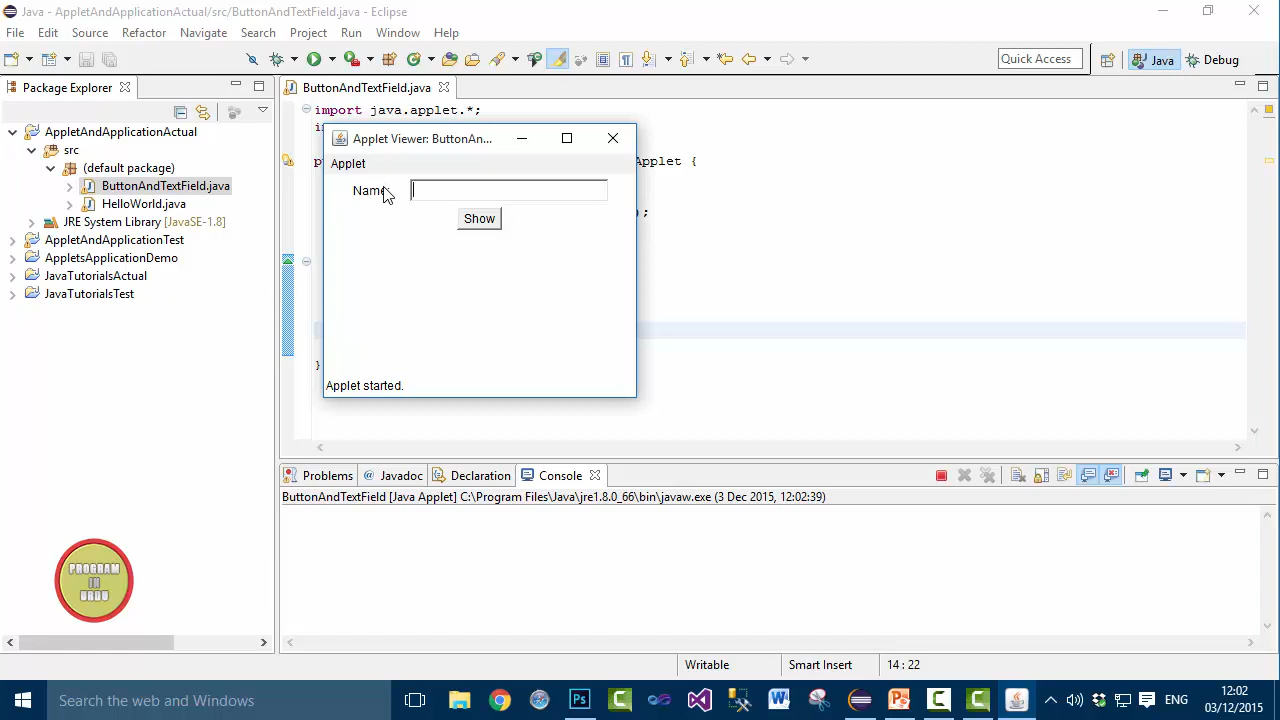 Java - AppletAndApplicationActual/src/ButtonAndTextField.java - Eclipse
File Edit Source Refactor Navigate Search Project Run Window Help
Quick Access
Java
Debug
Package Explorer
ButtonAndTextField.java
AppletAndApplicationActual
src
(default package)
ButtonAndTextField.java
HelloWorld.java
JRE System Library [JavaSE-1.8]
AppletAndApplicationTest
AppletsApplicationDemo
JavaTutorialsActual
JavaTutorialsTest
import java.applet.*;
Applet {
);
}
Applet Viewer: ButtonAn...
Applet
Name
Show
Applet started.
Problems @ Javadoc Declaration Console
ButtonAndTextField [Java Applet] C:\Program Files\Java\jre1.8.0_66\bin\javaw.exe (3 Dec 2015, 12:02:39)
PROGRAM
IN
URDU
Writable Smart Insert 14 : 22
Search the web and Windows
ENG
12:02
03/12/2015